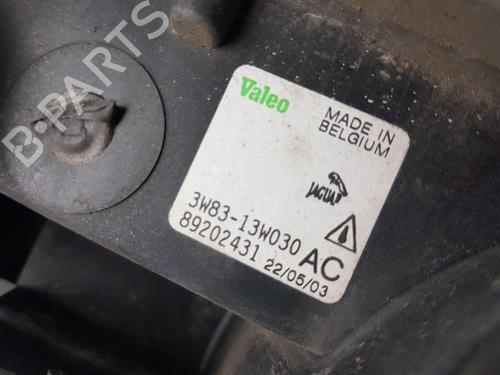 B-PARTS
Valeo
MADE IN
BELGIUM
JAGUAR
3W83-13W030
AC
89202431
22/05/03